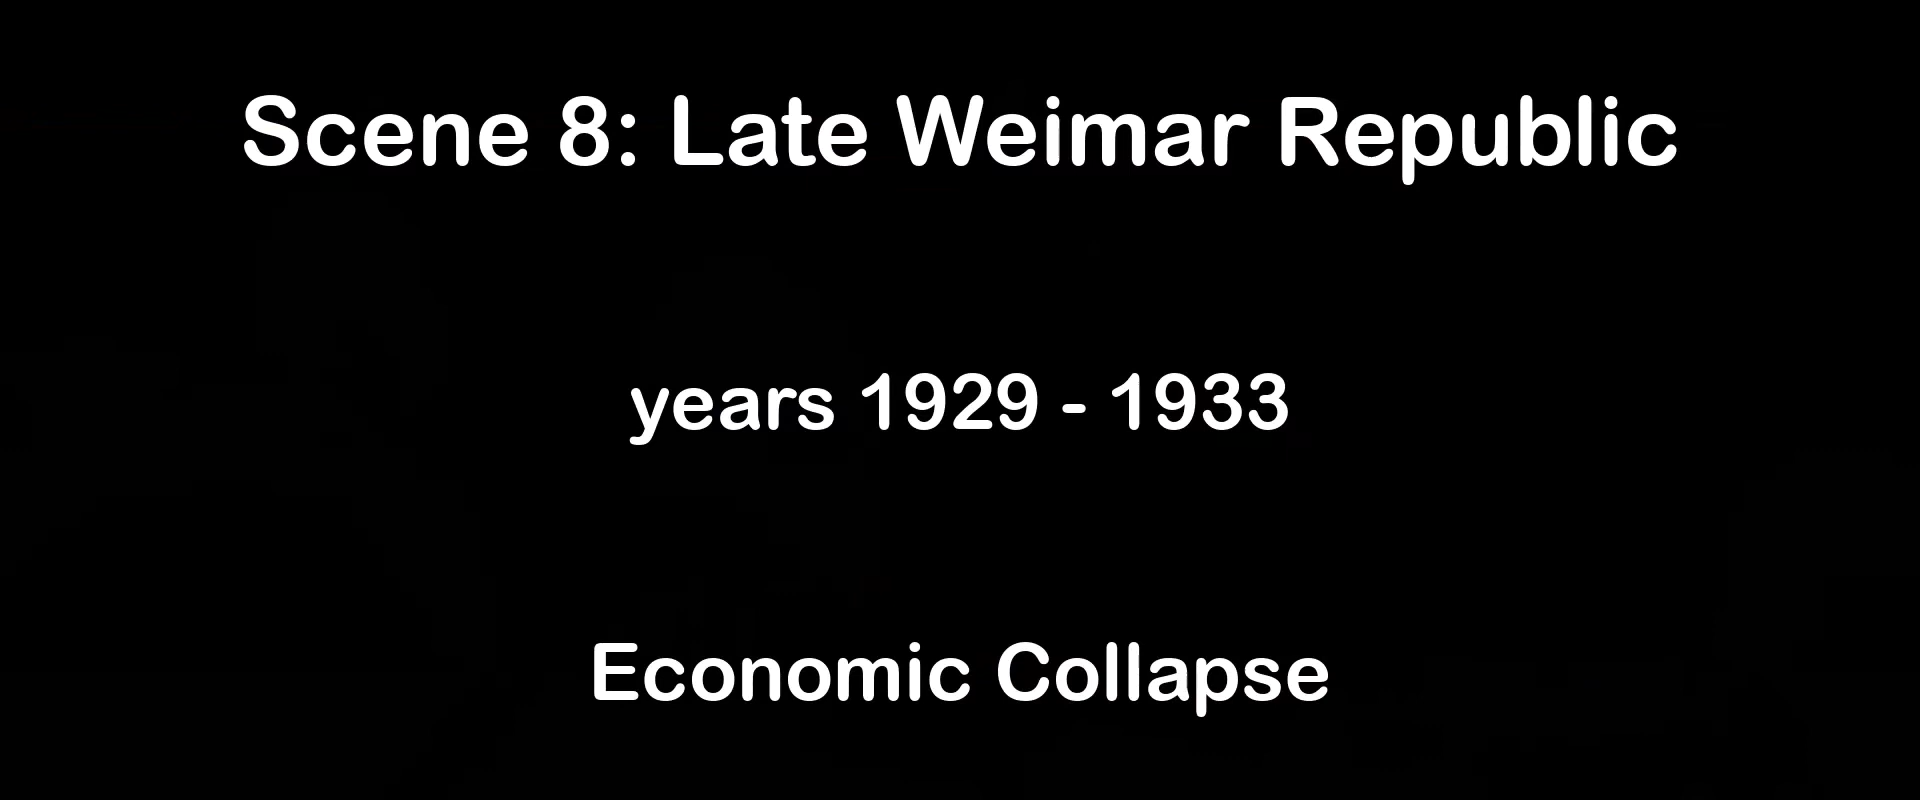 Scene 8: Late Weimar Republic
years 1929 - 1933
Economic Collapse